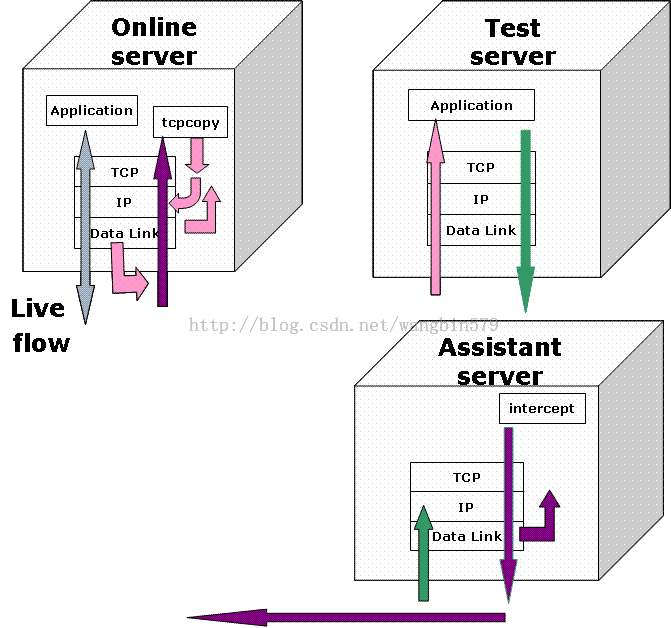 Online
server
Application
tcpcopy
TCP
IP
Data Link
Live
flow
Test
server
Application
TCP
IP
Data Link
http://blog.csdn.net/wangbin579
Assistant
server
intercept
TCP
IP
Data Link